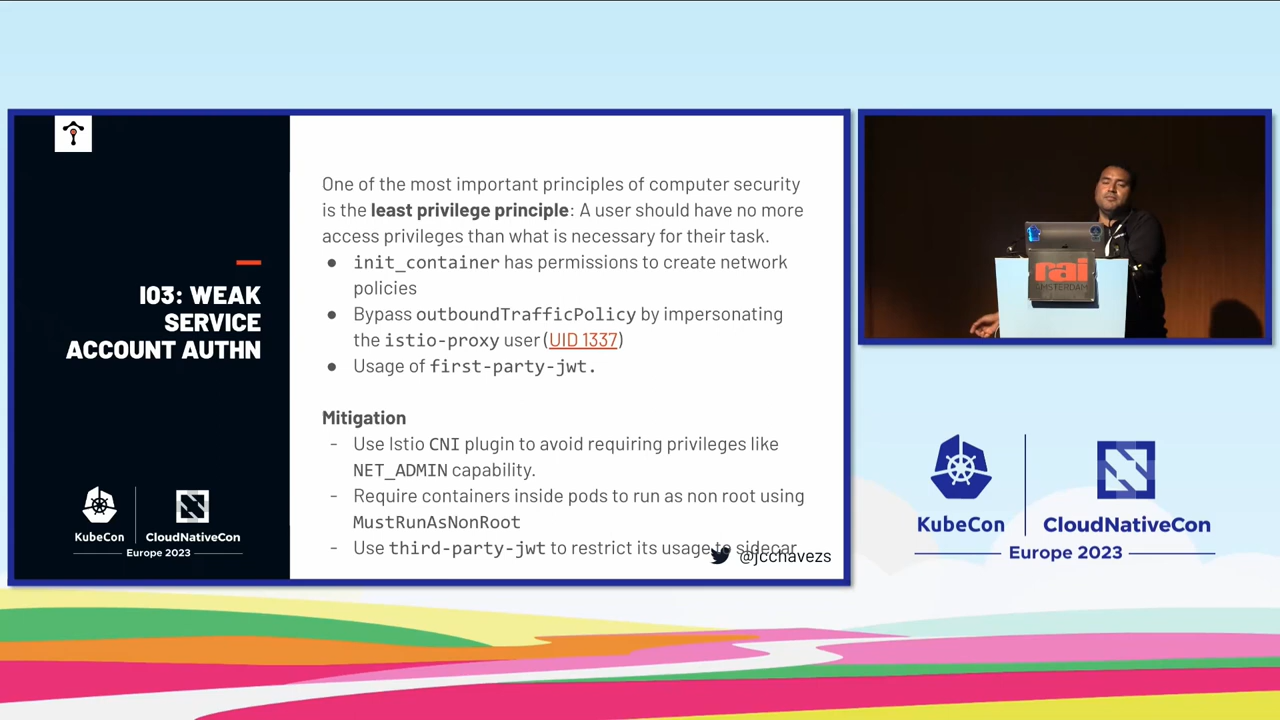 I03: WEAK
SERVICE
ACCOUNT AUTHN
KubeCon
CloudNativeCon
Europe 2023
One of the most important principles of computer security
is the least privilege principle: A user should have no more
access privileges than what is necessary for their task.
● init_container has permissions to create network
policies
● Bypass outboundTrafficPolicy by impersonating
the istio-proxy user (UID 1337)
● Usage of first-party-jwt.
Mitigation
- Use Istio CNI plugin to avoid requiring privileges like
NET_ADMIN capability.
- Require containers inside pods to run as non root using
MustRunAsNonRoot
- Use third-party-jwt to restrict its usage to sidecar
@jcchavezs
rai
AMSTERDAM
KubeCon
CloudNativeCon
Europe 2023